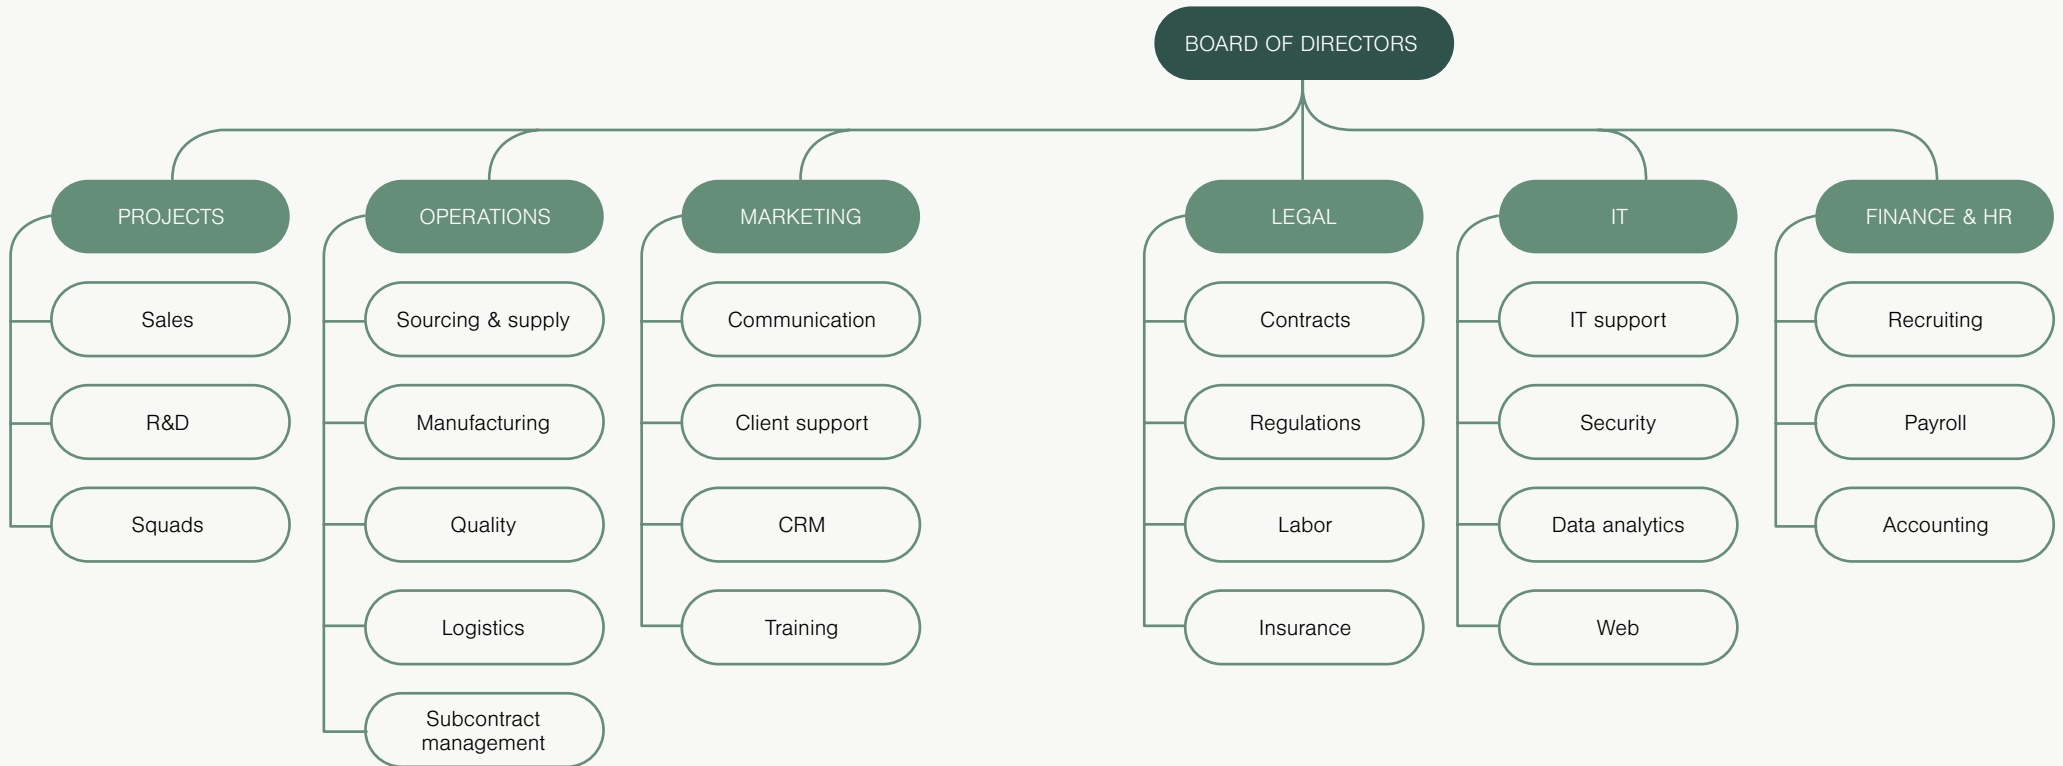 BOARD OF DIRECTORS
PROJECTS
Sales
R&D
Squads
OPERATIONS
Sourcing & supply
Manufacturing
Quality
Logistics
Subcontract
management
MARKETING
Communication
Client support
CRM
Training
LEGAL
Contracts
Regulations
Labor
Insurance
IT
IT support
Security
Data analytics
Web
FINANCE & HR
Recruiting
Payroll
Accounting